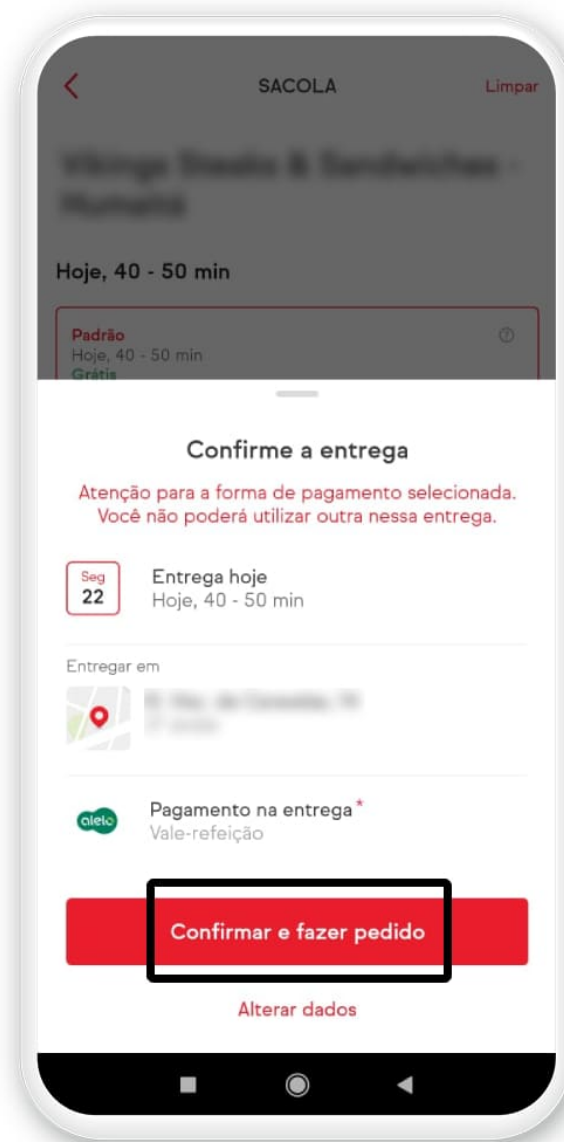 SACOLA
Limpar
Hoje, 40 - 50 min
Padrão
Hoje, 40 - 50 min
Grátis
Confirme a entrega
Atenção para a forma de pagamento selecionada.
Você não poderá utilizar outra nessa entrega.
Seg
22
Entrega hoje
Hoje, 40 - 50 min
Entregar em
alelo
Pagamento na entrega*
Vale-refeição
Confirmar e fazer pedido
Alterar dados